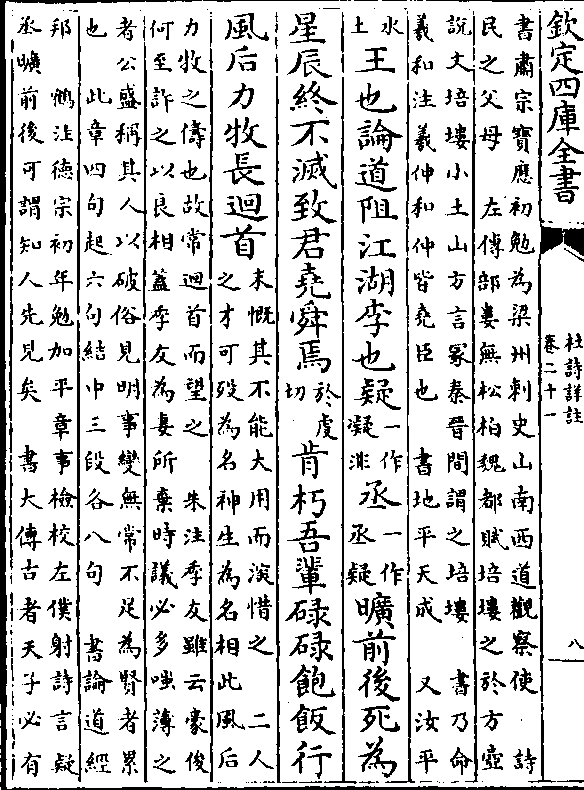 欽定四庫全書
杜詩詳註
卷二十一
八
書肅宗寶應初勉為梁州刺史山南西道觀察使　詩
民之父母　左傳部婁無松柏魏都賦培塿之於方壺
說文培塿小土山方言冢秦晉間謂之培塿　書乃命
羲和注羲仲和仲皆堯臣也　書地平天成　又汝平
水土王也論道阻江湖李也疑一作凝非丞一作丞疑曠前後死為
星辰終不滅致君堯舜焉於虔切肯朽吾輩碌碌飽飯行
風后力牧長迴首末慨其不能大用而深惜之　二人之才可歿為名神生為名相此風后
力牧之儔也故常迴首而望之　朱注季友雖云豪俊
何至許之以良相蓋季友為妻所棄時議必多嗤薄之
者公盛稱其人以破俗見明事變無常不足為賢者累
也　此章四句起六句結中三段各八句　書論道經
邦　鶴注德宗初年勉加平章事檢校左僕射詩言疑
丞曠前後可謂知人先見矣　書大傳古者天子必有